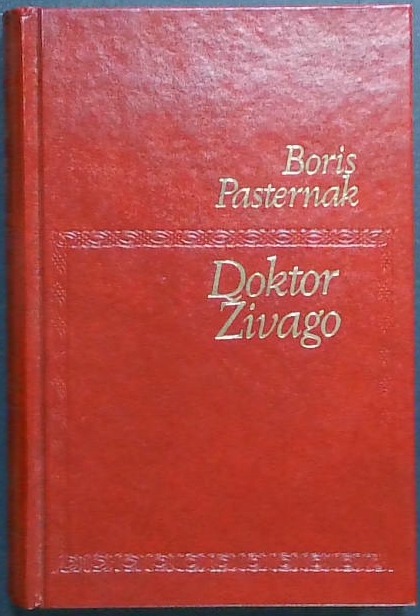 Boris
Pasternak
Doktor
Zivago